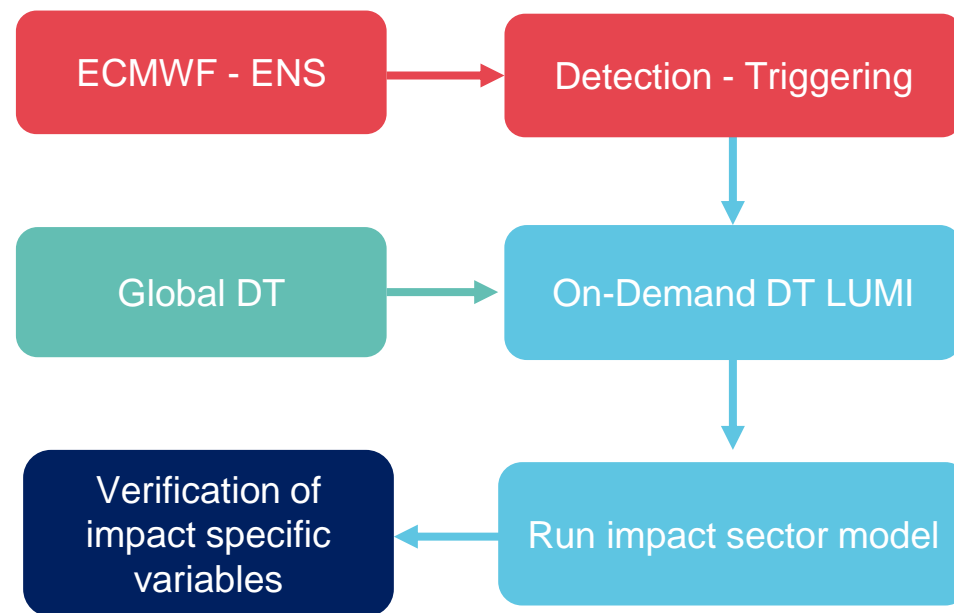 ECMWF - ENS
Detection - Triggering
Global DT
On-Demand DT LUMI
Verification of
impact specific
variables
Run impact sector model